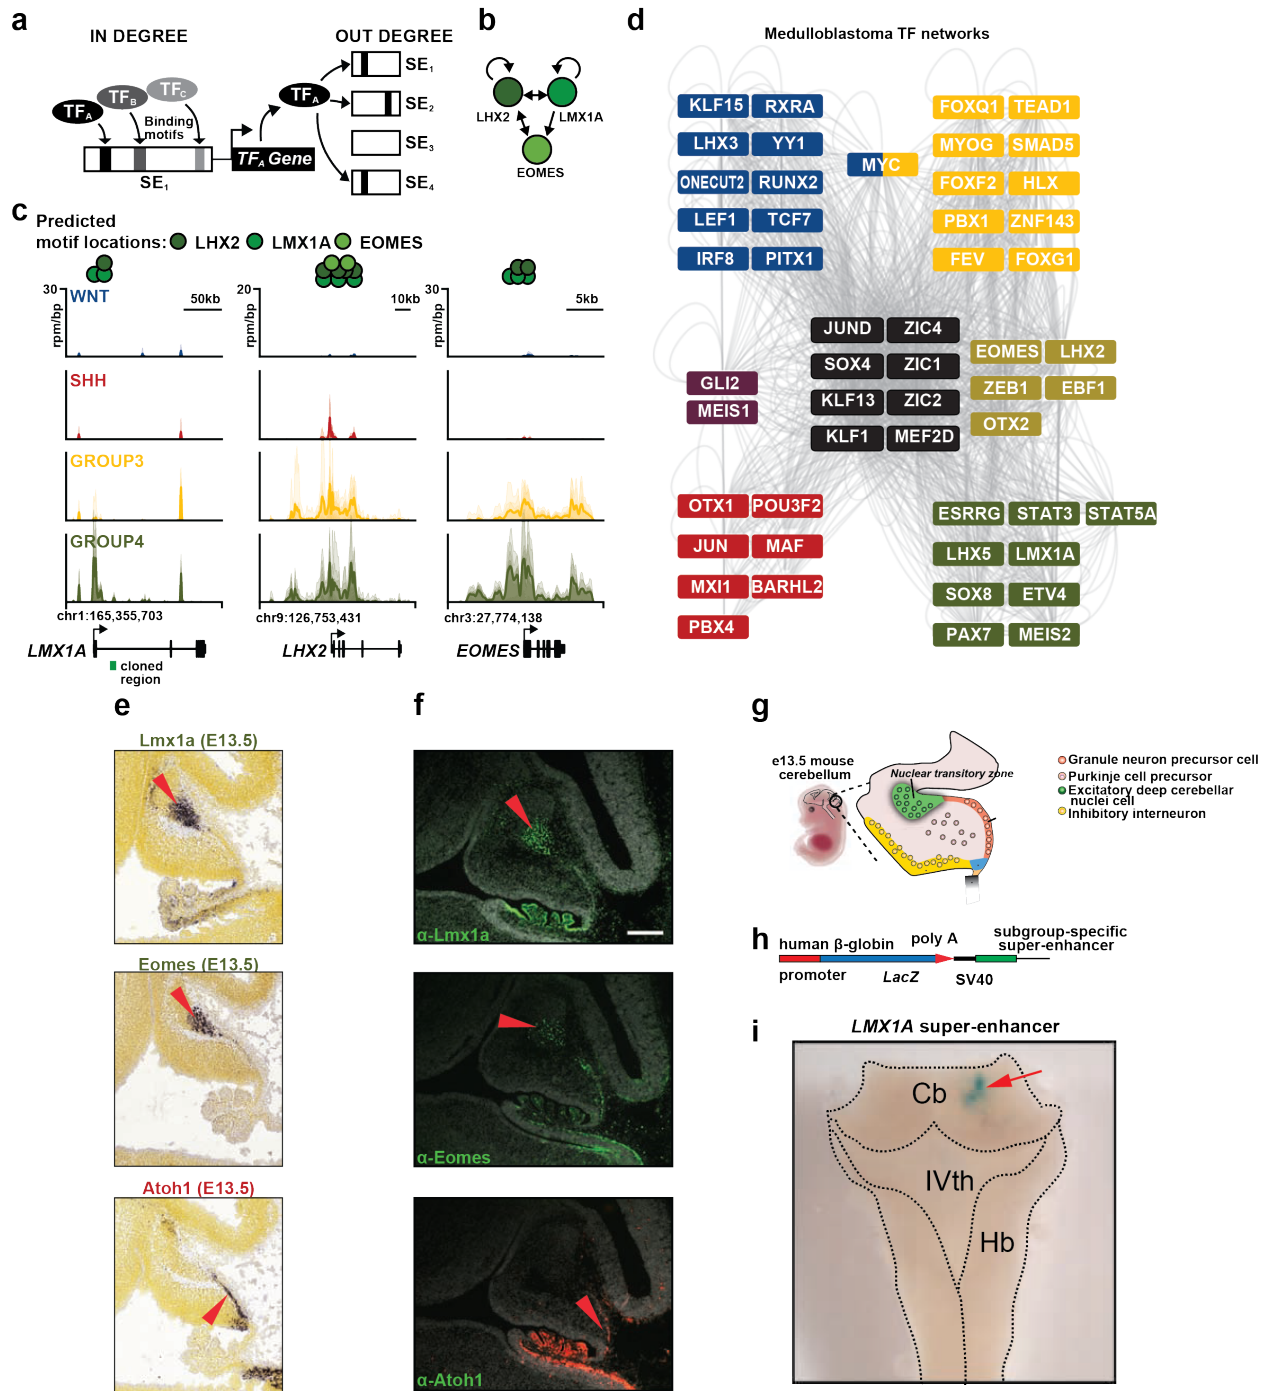 a
IN DEGREE
OUT DEGREE
TFA
TFB
TFC
Binding
motifs
SE1
TFA Gene
TFA
SE1
SE2
SE3
SE4
b
LHX2
LMX1A
EOMES
c
Predicted
motif locations:
LHX2
LMX1A
EOMES
30
rpm/bp
WNT
50kb
20
rpm/bp
10kb
30
rpm/bp
5kb
SHH
GROUP3
GROUP4
chr1:165,355,703
chr9:126,753,431
chr3:27,774,138
LMX1A
LHX2
EOMES
cloned
region
d
Medulloblastoma TF networks
KLF15 RXRA
LHX3 YY1
ONECUT2 RUNX2
LEF1 TCF7
IRF8 PITX1
MYC
FOXQ1 TEAD1
MYOG SMAD5
FOXF2 HLX
PBX1 ZNF143
FEV FOXG1
JUND ZIC4
SOX4 ZIC1
KLF13 ZIC2
KLF1 MEF2D
EOMES LHX2
ZEB1 EBF1
OTX2
GLI2
MEIS1
OTX1 POU3F2
JUN MAF
MXI1 BARHL2
PBX4
ESRRG STAT3 STAT5A
LHX5 LMX1A
SOX8 ETV4
PAX7 MEIS2
e
Lmx1a (E13.5)
Eomes (E13.5)
Atoh1 (E13.5)
f
α-Lmx1a
α-Eomes
α-Atoh1
g
e13.5 mouse
cerebellum
Nuclear transitory zone
Granule neuron precursor cell
Purkinje cell precursor
Excitatory deep cerebellar
nuclei cell
Inhibitory interneuron
h
human β-globin
promoter
LacZ
poly A
SV40
subgroup-specific
super-enhancer
i
LMX1A super-enhancer
Cb
IVth
Hb